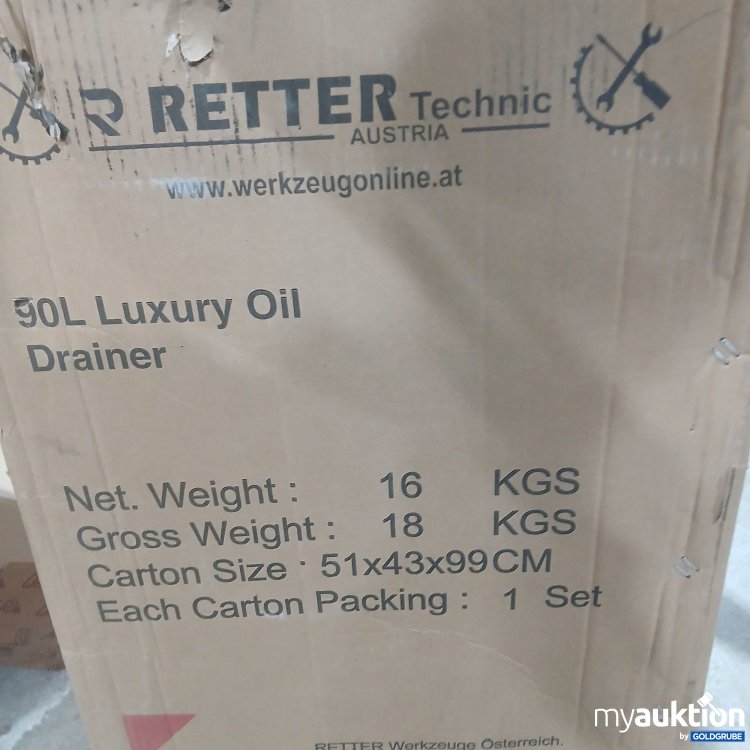 RETTER Technic
AUSTRIA
www.werkzeugonline.at
90L Luxury Oil
Drainer
Net. Weight : 16 KGS
Gross Weight : 18 KGS
Carton Size : 51x43x99CM
Each Carton Packing : 1 Set
RETTER Werkzeuge Österreich.
myauktion
by GOLDGRUBE